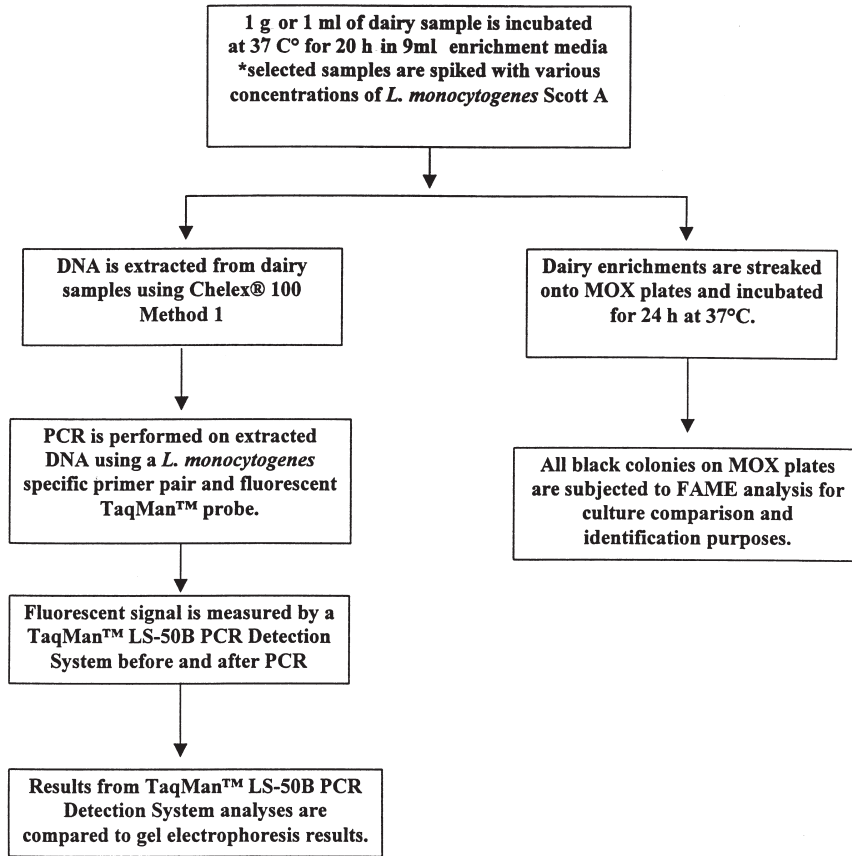 1 g or 1 ml of dairy sample is incubated
at 37 C° for 20 h in 9ml enrichment media
*selected samples are spiked with various
concentrations of L. monocytogenes Scott A
DNA is extracted from dairy
samples using Chelex® 100
Method 1
PCR is performed on extracted
DNA using a L. monocytogenes
specific primer pair and fluorescent
TaqMan™ probe.
Fluorescent signal is measured by a
TaqMan™ LS-50B PCR Detection
System before and after PCR
Results from TaqMan™ LS-50B PCR
Detection System analyses are
compared to gel electrophoresis results.
Dairy enrichments are streaked
onto MOX plates and incubated
for 24 h at 37°C.
All black colonies on MOX plates
are subjected to FAME analysis for
culture comparison and
identification purposes.